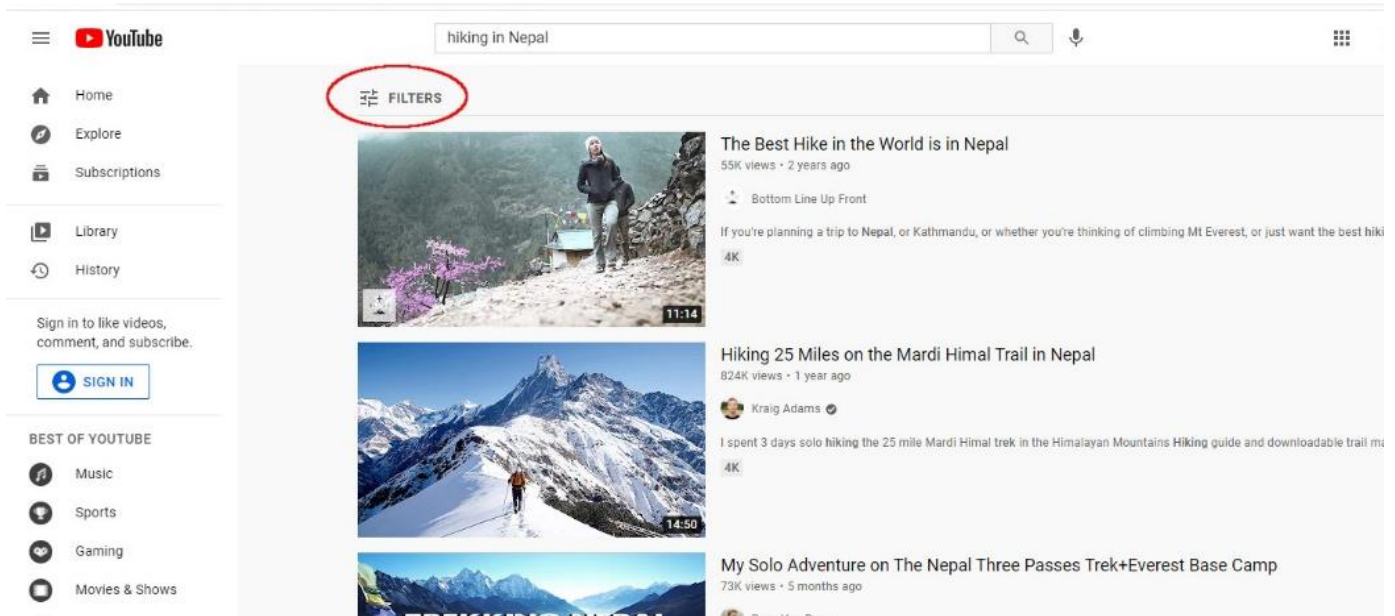 YouTube
hiking in Nepal
Home
Explore
Subscriptions
Library
History
Sign in to like videos,
comment, and subscribe.
SIGN IN
BEST OF YOUTUBE
Music
Sports
Gaming
Movies & Shows
FILTERS
11:14
The Best Hike in the World is in Nepal
55K views • 2 years ago
Bottom Line Up Front
If you're planning a trip to Nepal, or Kathmandu, or whether you're thinking of climbing Mt Everest, or just want the best hiki
4K
14:50
Hiking 25 Miles on the Mardi Himal Trail in Nepal
824K views • 1 year ago
Kraig Adams
I spent 3 days solo hiking the 25 mile Mardi Himal trek in the Himalayan Mountains Hiking guide and downloadable trail ma
4K
TREKKING NEPAL
My Solo Adventure on The Nepal Three Passes Trek+Everest Base Camp
73K views • 5 months ago